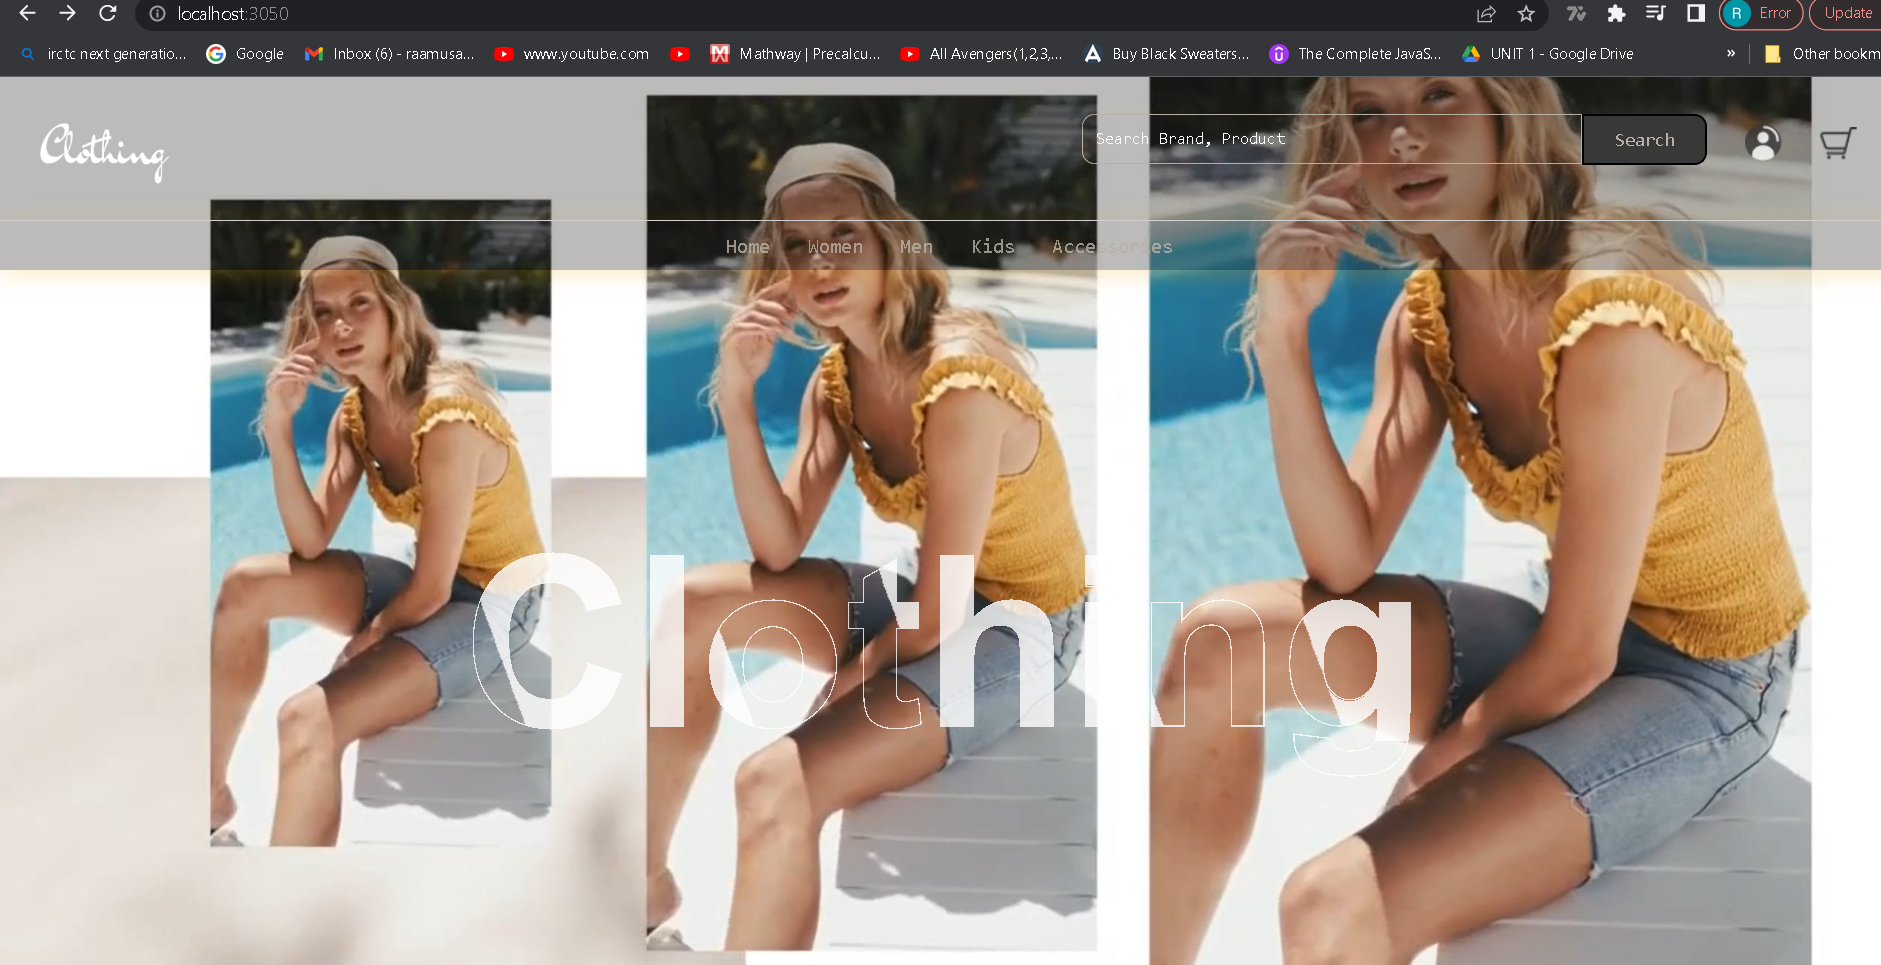 localhost:3050
Error
Update
irctc next generatio...
Google
Inbox (6) - raamusa...
www.youtube.com
Mathway | Precalcu...
All Avengers(1,2,3,...
Buy Black Sweaters...
The Complete JavaS...
UNIT 1 - Google Drive
»
Other bookm
Clothing
Search Brand, Product
Search
Home Women Men Kids Accessories
Clothing